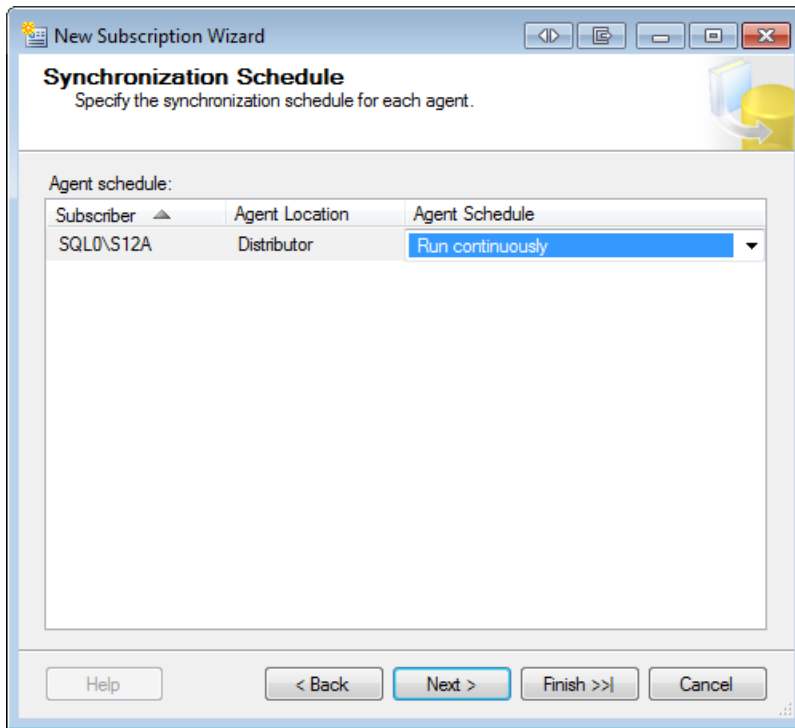 New Subscription Wizard
Synchronization Schedule
Specify the synchronization schedule for each agent.
Agent schedule:
Subscriber Agent Location Agent Schedule
SQL0\S12A Distributor Run continuously
Help < Back Next > Finish >>| Cancel